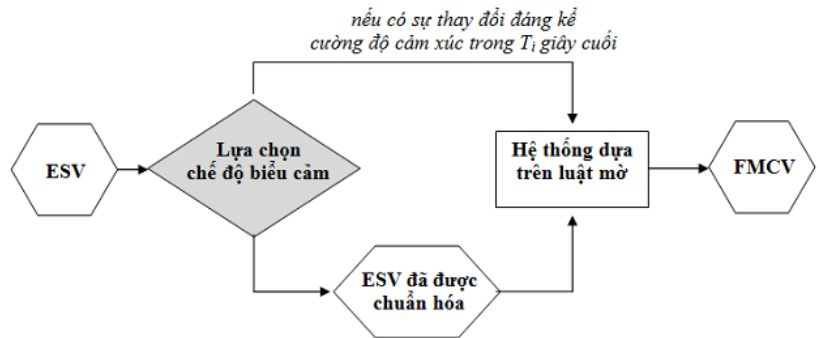 nếu có sự thay đổi đáng kể
cường độ cảm xúc trong Ti giây cuối
ESV
Lựa chọn
chế độ biểu cảm
Hệ thống dựa
trên luật mờ
FMCV
ESV đã được
chuẩn hóa